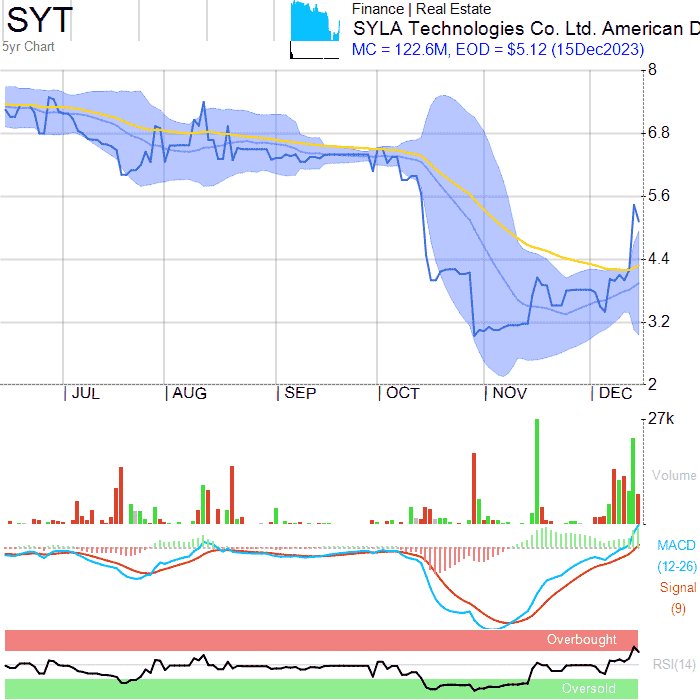 SYT
5yr Chart
Finance | Real Estate
SYLA Technologies Co. Ltd. American D
MC = 122.6M, EOD = $5.12 (15Dec2023)
8
6.8
5.6
4.4
3.2
2
JUL AUG SEP OCT NOV DEC
27k
Volume
MACD
(12-26)
Signal
(9)
Overbought
RSI(14)
Oversold